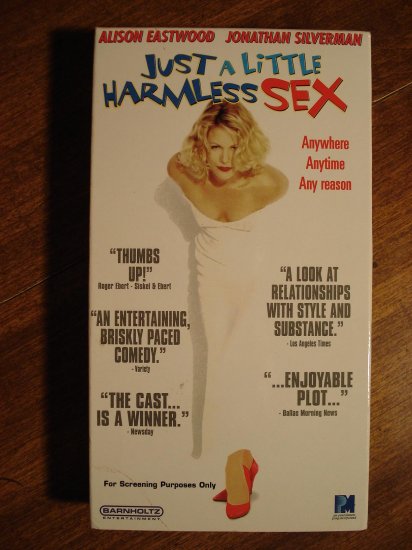 ALISON EASTWOOD JONATHAN SILVERMAN
JUST A LITTLE
HARMLESS SEX
Anywhere
Anytime
Any reason
"THUMBS
UP!"
Roger Ebert - Siskel & Ebert
"AN ENTERTAINING,
BRISKLY PACED
COMEDY."
- Variety
"THE CAST...
IS A WINNER."
- Newsday
"A LOOK AT
RELATIONSHIPS
WITH STYLE AND
SUBSTANCE."
- Los Angeles Times
"...ENJOYABLE
PLOT..."
- Dallas Morning News
For Screening Purposes Only
BARNHOLTZ
ENTERTAINMENT
PM